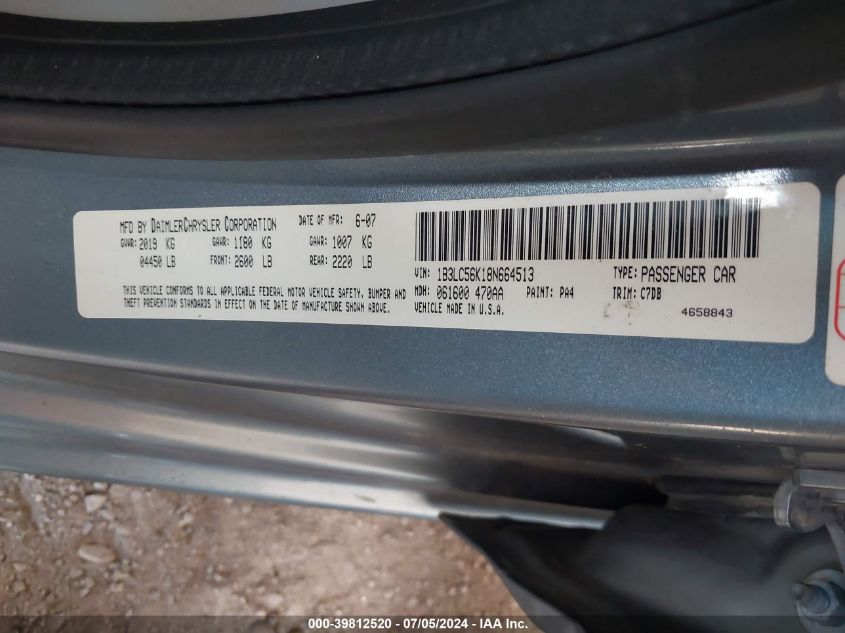 MFD BY DAIMLERCHRYSLER CORPORATION DATE OF MFR: 6-07
GVWR: 2019 KG GAWR: 1180 KG GAWR: 1007 KG
04450 LB FRONT: 2600 LB REAR: 2220 LB
THIS VEHICLE CONFORMS TO ALL APPLICABLE FEDERAL MOTOR VEHICLE SAFETY, BUMPER AND
THEFT PREVENTION STANDARDS IN EFFECT ON THE DATE OF MANUFACTURE SHOWN ABOVE.
VIN: 1B3LC56K18N664513 TYPE: PASSENGER CAR
MDH: 061600 470AA PAINT: PA4 TRIM: C7DB
VEHICLE MADE IN U.S.A. 4658843
000-39812520 - 07/05/2024 - IAAI.com